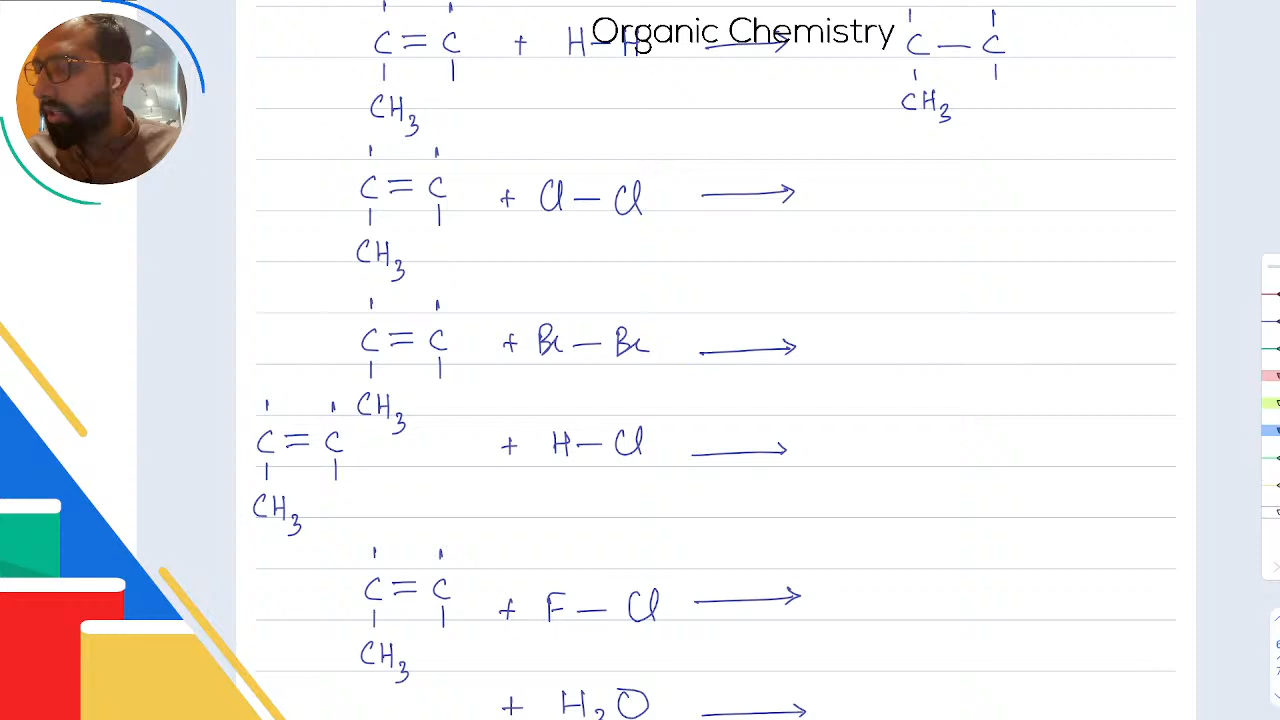 Organic Chemistry
C = C + H - H → C - C
CH3 CH3
C = C + Cl - Cl →
CH3
C = C + Br - Br →
CH3
C = C + H - Cl →
CH3
C = C + F - Cl →
CH3
+ H2O →